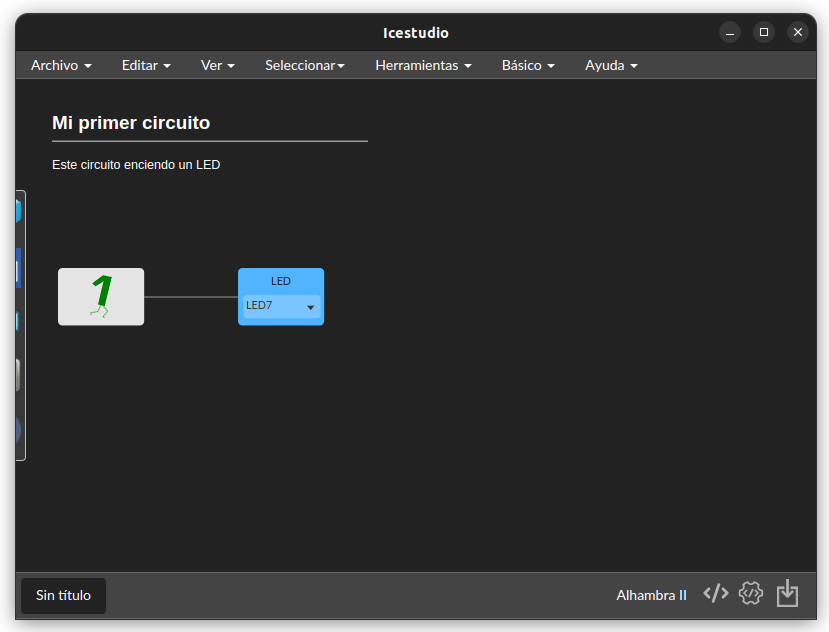 Icestudio
Archivo Editar Ver Seleccionar Herramientas Básico Ayuda
Mi primer circuito
Este circuito enciendo un LED
1
LED
LED7
Sin título
Alhambra II </>